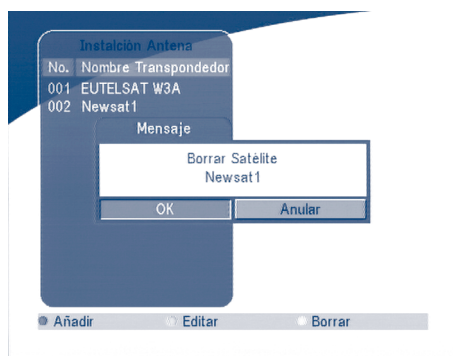 Instalción Antena
No. Nombre Transpondedor
001 EUTELSAT W3A
002 Newsat1
Mensaje
Borrar Satélite
Newsat1
OK Anular
Añadir Editar Borrar